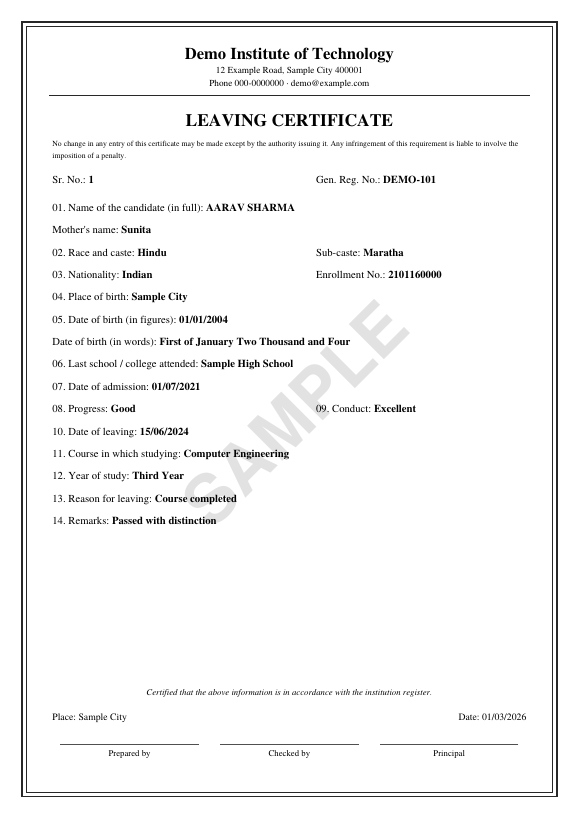 Demo Institute of Technology
12 Example Road, Sample City 400001
Phone 000-0000000 · demo@example.com
LEAVING CERTIFICATE
No change in any entry of this certificate may be made except by the authority issuing it. Any infringement of this requirement is liable to involve the
imposition of a penalty.
Sr. No.: 1 Gen. Reg. No.: DEMO-101
01. Name of the candidate (in full): AARAV SHARMA
Mother's name: Sunita
02. Race and caste: Hindu Sub-caste: Maratha
03. Nationality: Indian Enrollment No.: 2101160000
04. Place of birth: Sample City
05. Date of birth (in figures): 01/01/2004
Date of birth (in words): First of January Two Thousand and Four
06. Last school / college attended: Sample High School
07. Date of admission: 01/07/2021
08. Progress: Good 09. Conduct: Excellent
10. Date of leaving: 15/06/2024
11. Course in which studying: Computer Engineering
12. Year of study: Third Year
13. Reason for leaving: Course completed
14. Remarks: Passed with distinction
SAMPLE
Certified that the above information is in accordance with the institution register.
Place: Sample City Date: 01/03/2026
Prepared by Checked by Principal